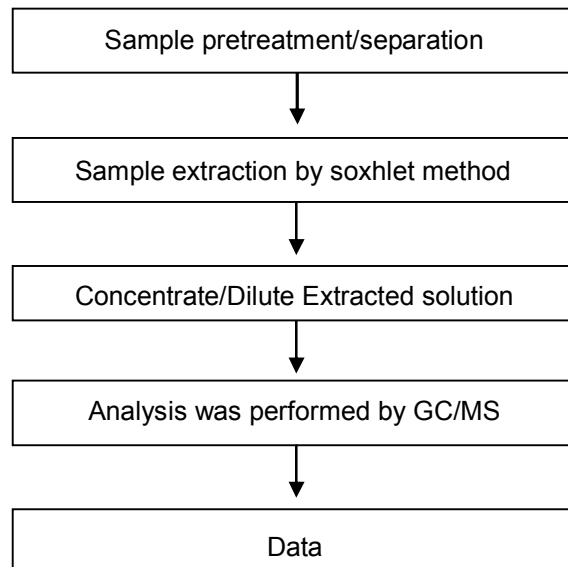 Sample pretreatment/separation
Sample extraction by soxhlet method
Concentrate/Dilute Extracted solution
Analysis was performed by GC/MS
Data